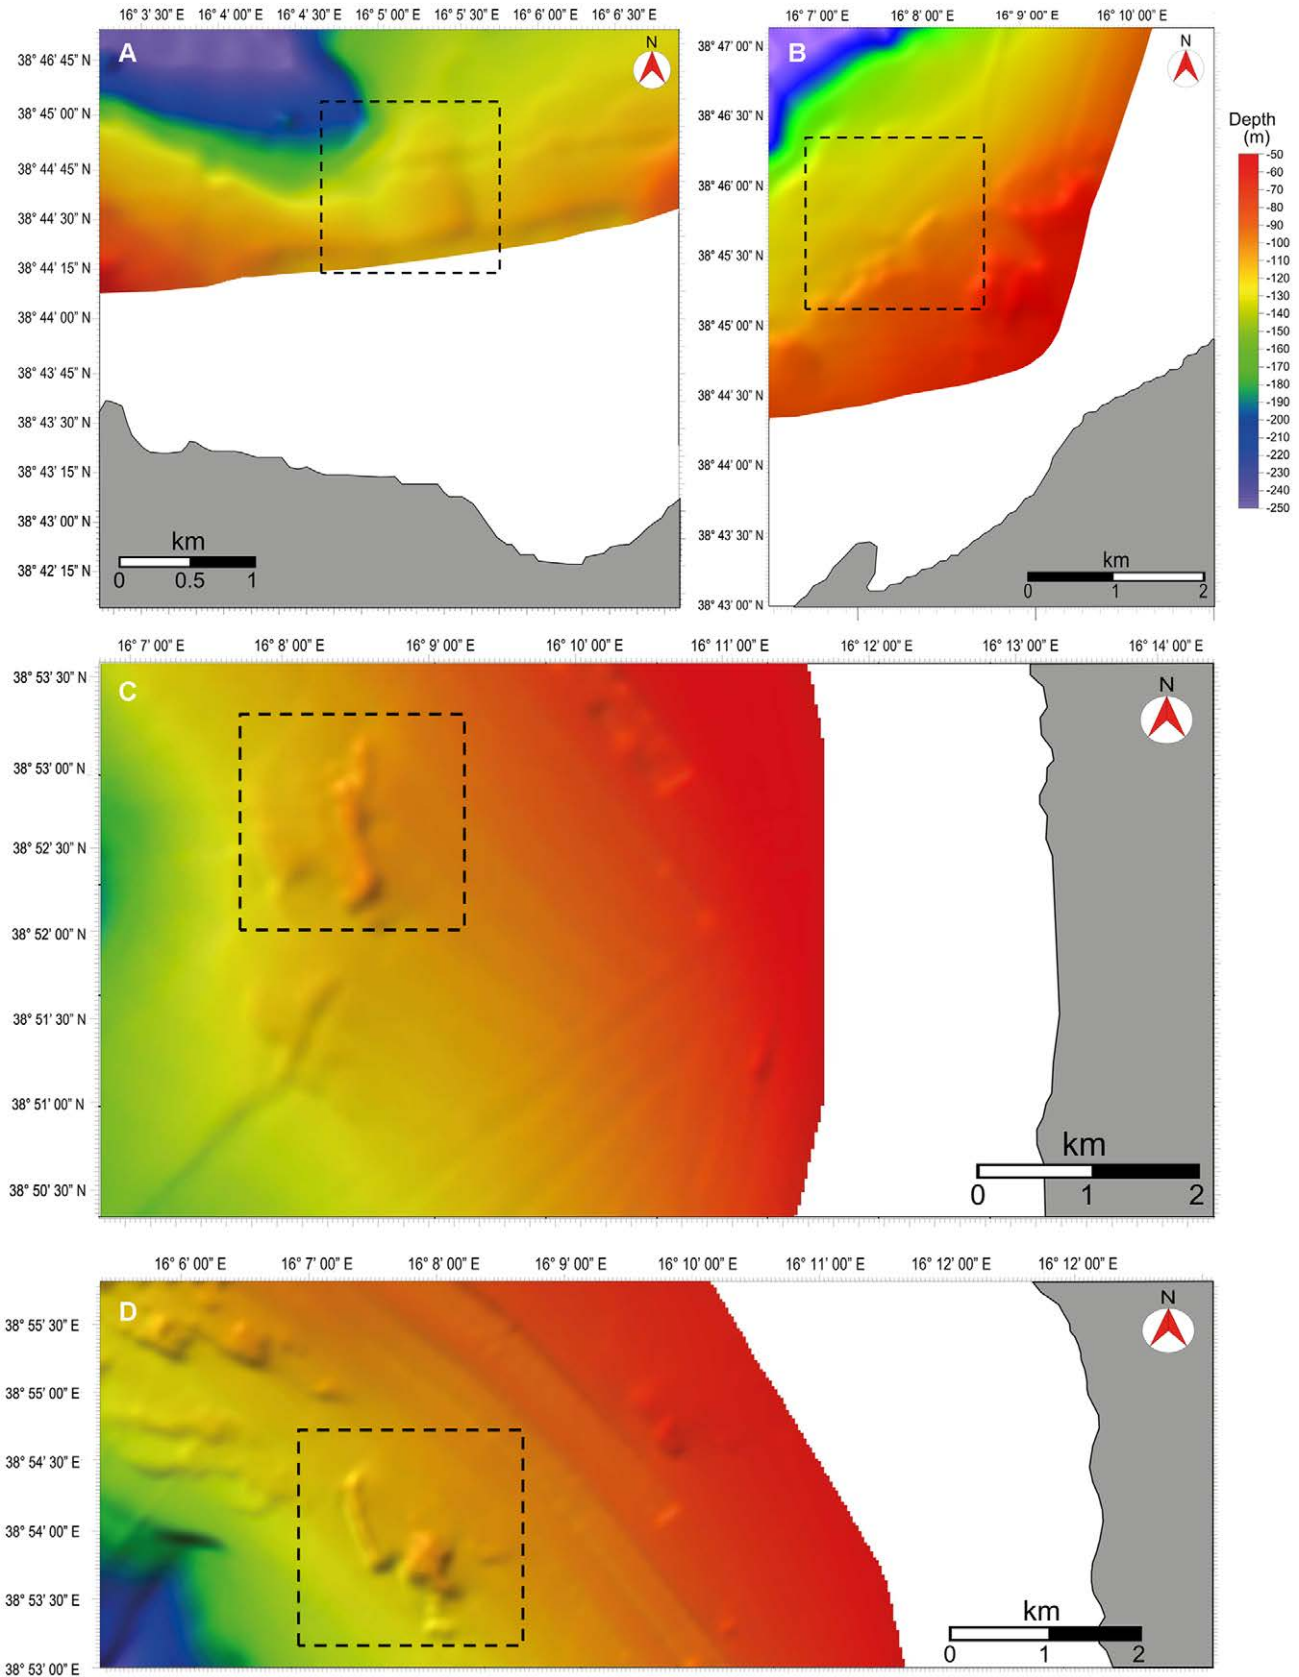 16° 3' 30" E 16° 4' 00" E 16° 4' 30" E 16° 5' 00" E 16° 5' 30" E 16° 6' 00" E 16° 6' 30" E
A
N
38° 46' 45" N
38° 45' 00" N
38° 44' 45" N
38° 44' 30" N
38° 44' 15" N
38° 44' 00" N
38° 43' 45" N
38° 43' 30" N
38° 43' 15" N
38° 43' 00" N
38° 42' 15" N
km
0 0.5 1
16° 7' 00" E 16° 8' 00" E 16° 9' 00" E 16° 10' 00" E
B
N
38° 47' 00" N
38° 46' 30" N
38° 46' 00" N
38° 45' 30" N
38° 45' 00" N
38° 44' 30" N
38° 44' 00" N
38° 43' 30" N
38° 43' 00" N
km
0 1 2
Depth
(m)
-50
-60
-70
-80
-90
-100
-110
-120
-130
-140
-150
-160
-170
-180
-190
-200
-210
-220
-230
-240
-250
16° 7' 00" E 16° 8' 00" E 16° 9' 00" E 16° 10' 00" E 16° 11' 00" E 16° 12' 00" E 16° 13' 00" E 16° 14' 00" E
C
N
38° 53' 30" N
38° 53' 00" N
38° 52' 30" N
38° 52' 00" N
38° 51' 30" N
38° 51' 00" N
38° 50' 30" N
km
0 1 2
16° 6' 00" E 16° 7' 00" E 16° 8' 00" E 16° 9' 00" E 16° 10' 00" E 16° 11' 00" E 16° 12' 00" E 16° 12' 00" E
D
N
38° 55' 30" E
38° 55' 00" E
38° 54' 30" E
38° 54' 00" E
38° 53' 30" E
38° 53' 00" E
km
0 1 2